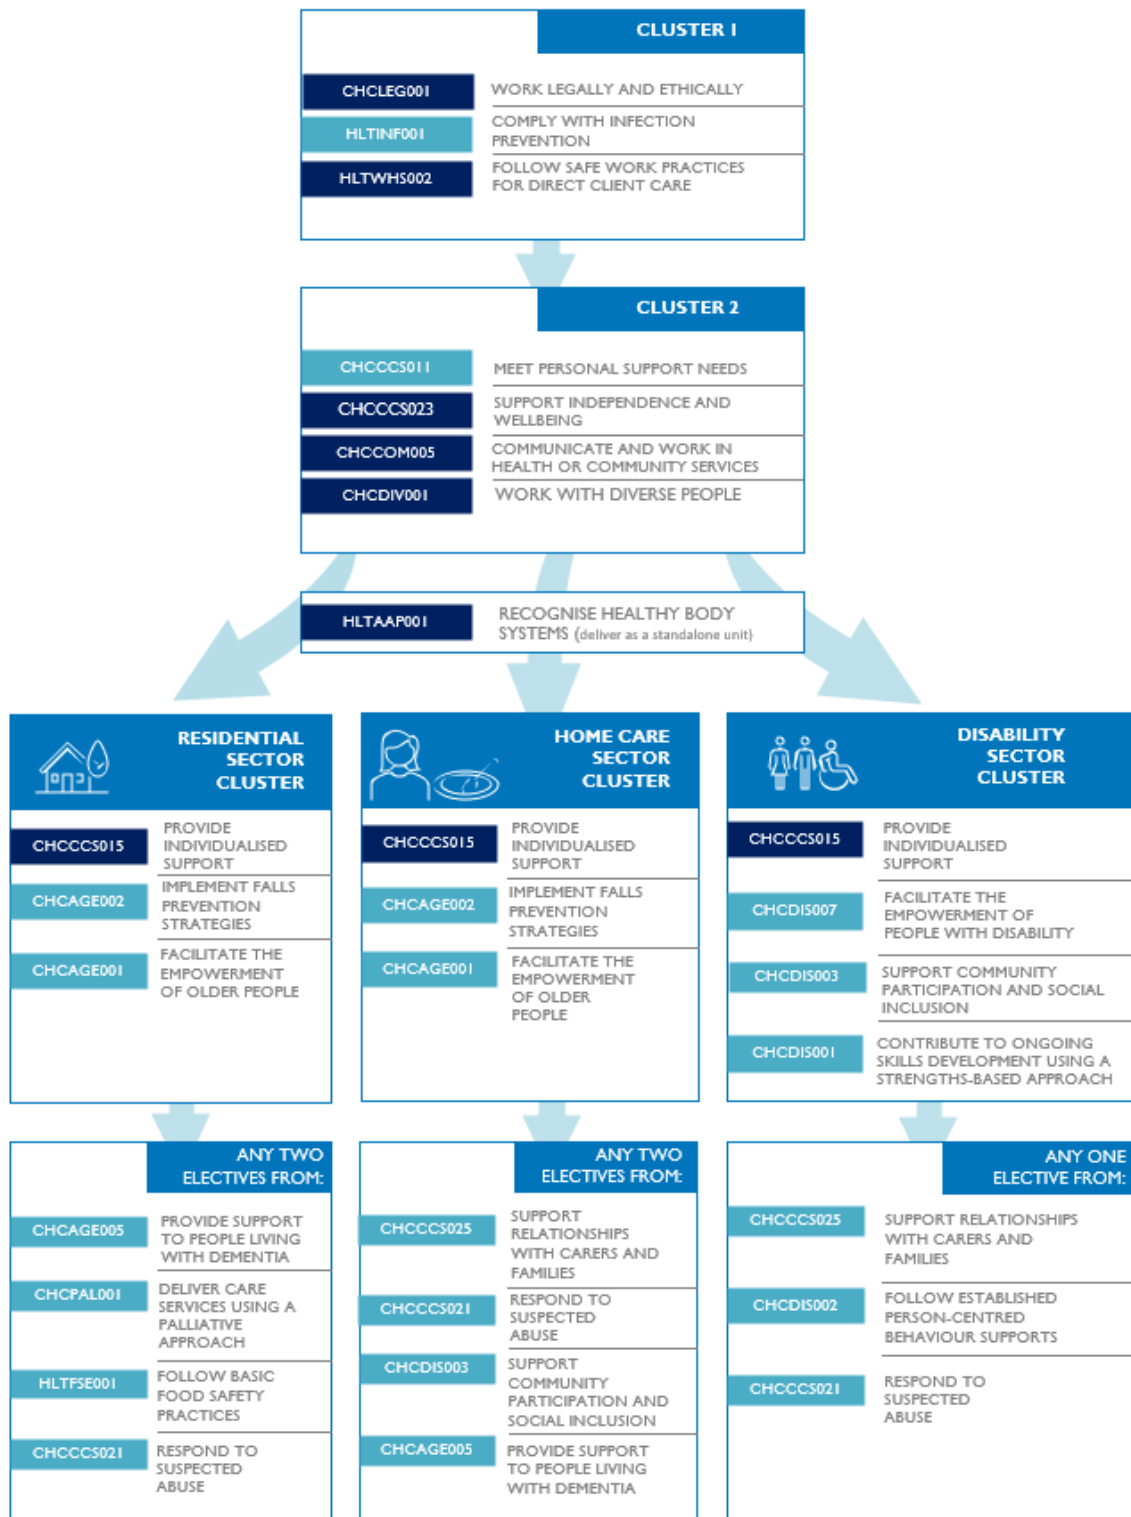 CLUSTER 1
CHCLEG001
WORK LEGALLY AND ETHICALLY
HLTINF001
COMPLY WITH INFECTION
PREVENTION
HLTWHS002
FOLLOW SAFE WORK PRACTICES
FOR DIRECT CLIENT CARE
CLUSTER 2
CHCCCS011
MEET PERSONAL SUPPORT NEEDS
CHCCCS023
SUPPORT INDEPENDENCE AND
WELLBEING
CHCCOM005
COMMUNICATE AND WORK IN
HEALTH OR COMMUNITY SERVICES
CHCDIV001
WORK WITH DIVERSE PEOPLE
HLTAAP001
RECOGNISE HEALTHY BODY
SYSTEMS (deliver as a standalone unit)
RESIDENTIAL
SECTOR
CLUSTER
CHCCCS015
PROVIDE
INDIVIDUALISED
SUPPORT
CHCAGE002
IMPLEMENT FALLS
PREVENTION
STRATEGIES
CHCAGE001
FACILITATE THE
EMPOWERMENT
OF OLDER PEOPLE
HOME CARE
SECTOR
CLUSTER
CHCCCS015
PROVIDE
INDIVIDUALISED
SUPPORT
CHCAGE002
IMPLEMENT FALLS
PREVENTION
STRATEGIES
CHCAGE001
FACILITATE THE
EMPOWERMENT
OF OLDER
PEOPLE
DISABILITY
SECTOR
CLUSTER
CHCCCS015
PROVIDE
INDIVIDUALISED
SUPPORT
CHCDIS007
FACILITATE THE
EMPOWERMENT OF
PEOPLE WITH DISABILITY
CHCDIS003
SUPPORT COMMUNITY
PARTICIPATION AND SOCIAL
INCLUSION
CHCDIS001
CONTRIBUTE TO ONGOING
SKILLS DEVELOPMENT USING A
STRENGTHS-BASED APPROACH
ANY TWO
ELECTIVES FROM:
CHCAGE005
PROVIDE SUPPORT
TO PEOPLE LIVING
WITH DEMENTIA
CHCPAL001
DELIVER CARE
SERVICES USING A
PALLIATIVE
APPROACH
HLTFSE001
FOLLOW BASIC
FOOD SAFETY
PRACTICES
CHCCCS021
RESPOND TO
SUSPECTED
ABUSE
ANY TWO
ELECTIVES FROM:
CHCCCS025
SUPPORT
RELATIONSHIPS
WITH CARERS AND
FAMILIES
CHCCCS021
RESPOND TO
SUSPECTED
ABUSE
CHCDIS003
SUPPORT
COMMUNITY
PARTICIPATION AND
SOCIAL INCLUSION
CHCAGE005
PROVIDE SUPPORT
TO PEOPLE LIVING
WITH DEMENTIA
ANY ONE
ELECTIVE FROM:
CHCCCS025
SUPPORT RELATIONSHIPS
WITH CARERS AND
FAMILIES
CHCDIS002
FOLLOW ESTABLISHED
PERSON-CENTRED
BEHAVIOUR SUPPORTS
CHCCCS021
RESPOND TO
SUSPECTED
ABUSE